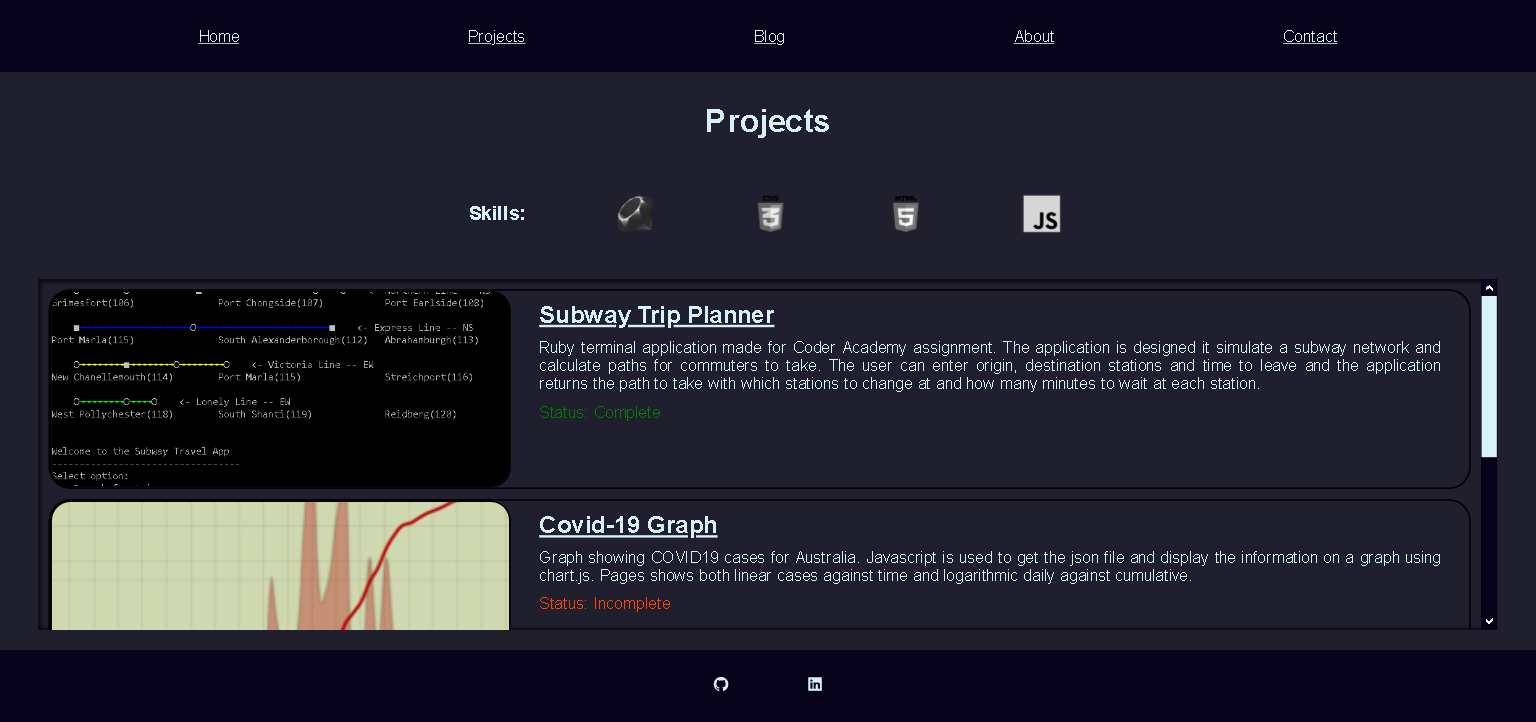 Home Projects Blog About Contact
Projects
Skills:
CSS
3
HTML
5
JS
Northern Line -- NS
Grimesfort(106) Port Chongside(107) Port Earlside(108)
<- Express Line -- NS
Port Marla(115) South Alexanderborough(112) Abrahamburgh(113)
<- Victoria Line -- EW
New Chanellemouth(114) Port Marla(115) Streichport(116)
<- Lonely Line -- EW
West Pollychester(118) South Shanti(119) Reidberg(120)
Welcome to the Subway Travel App
--------------------------------
Select option:
Subway Trip Planner
Ruby terminal application made for Coder Academy assignment. The application is designed it simulate a subway network and
calculate paths for commuters to take. The user can enter origin, destination stations and time to leave and the application
returns the path to take with which stations to change at and how many minutes to wait at each station.
Status: Complete
Covid-19 Graph
Graph showing COVID19 cases for Australia. Javascript is used to get the json file and display the information on a graph using
chart.js. Pages shows both linear cases against time and logarithmic daily against cumulative.
Status: Incomplete
in